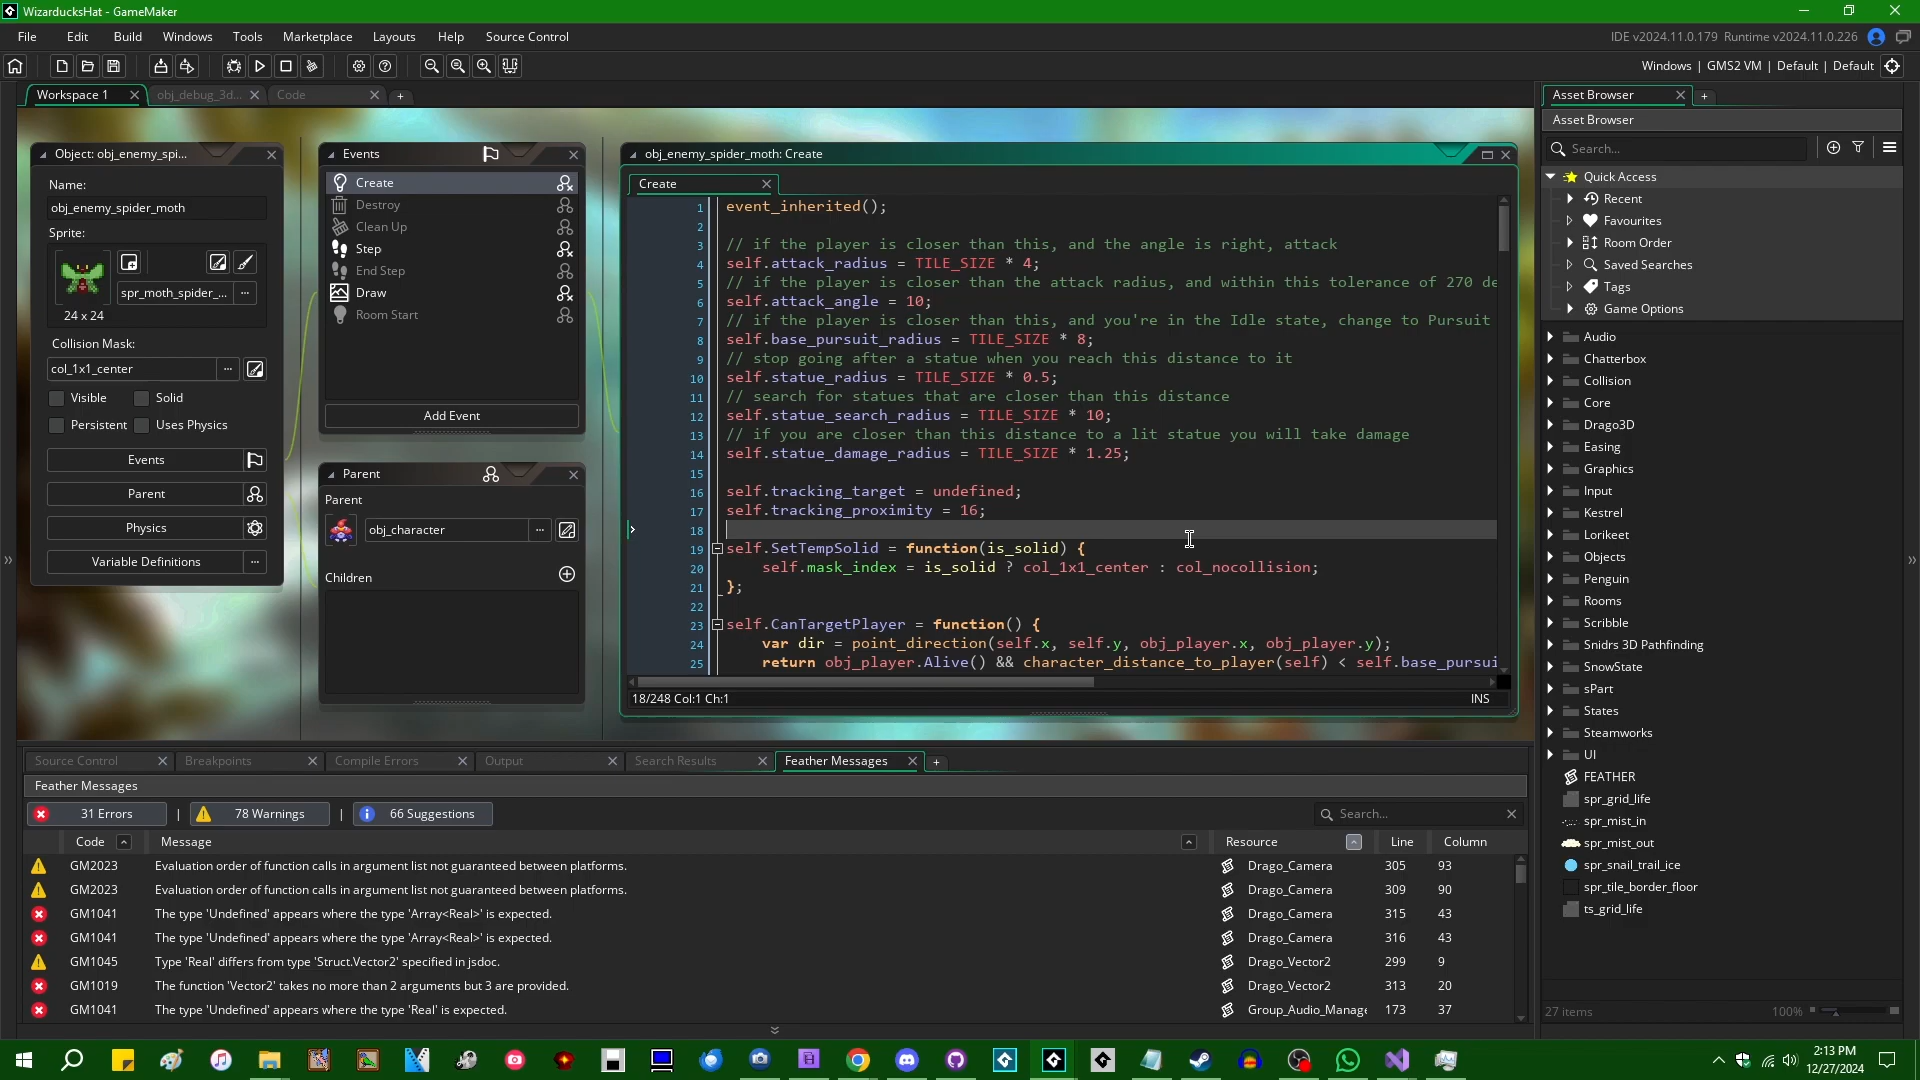 WizarducksHat - GameMaker
File Edit Build Windows Tools Marketplace Layouts Help Source Control
IDE v2024.11.0.179 Runtime v2024.11.0.226
Windows | GMS2 VM | Default | Default
Workspace 1
obj_debug_3d...
Code
Object: obj_enemy_spi...
Name:
obj_enemy_spider_moth
Sprite:
spr_moth_spider_...
24 x 24
Collision Mask:
col_1x1_center
Visible
Solid
Persistent
Uses Physics
Events
Parent
Physics
Variable Definitions
Events
Create
Destroy
Clean Up
Step
End Step
Draw
Room Start
Add Event
Parent
Parent
obj_character
Children
obj_enemy_spider_moth: Create
Create
1 event_inherited();
2
3 // if the player is closer than this, and the angle is right, attack
4 self.attack_radius = TILE_SIZE * 4;
5 // if the player is closer than the attack radius, and within this tolerance of 270 de
6 self.attack_angle = 10;
7 // if the player is closer than this, and you're in the Idle state, change to Pursuit
8 self.base_pursuit_radius = TILE_SIZE * 8;
9 // stop going after a statue when you reach this distance to it
10 self.statue_radius = TILE_SIZE * 0.5;
11 // search for statues that are closer than this distance
12 self.statue_search_radius = TILE_SIZE * 10;
13 // if you are closer than this distance to a lit statue you will take damage
14 self.statue_damage_radius = TILE_SIZE * 1.25;
15
16 self.tracking_target = undefined;
17 self.tracking_proximity = 16;
18
19 self.SetTempSolid = function(is_solid) {
20 self.mask_index = is_solid ? col_1x1_center : col_nocollision;
21 };
22
23 self.CanTargetPlayer = function() {
24 var dir = point_direction(self.x, self.y, obj_player.x, obj_player.y);
25 return obj_player.Alive() && character_distance_to_player(self) < self.base_pursui
18/248 Col:1 Ch:1
INS
Source Control
Breakpoints
Compile Errors
Output
Search Results
Feather Messages
Feather Messages
31 Errors | 78 Warnings | 66 Suggestions
Search...
Code Message Resource Line Column
GM2023 Evaluation order of function calls in argument list not guaranteed between platforms. Drago_Camera 305 93
GM2023 Evaluation order of function calls in argument list not guaranteed between platforms. Drago_Camera 309 90
GM1041 The type 'Undefined' appears where the type 'Array<Real>' is expected. Drago_Camera 315 43
GM1041 The type 'Undefined' appears where the type 'Array<Real>' is expected. Drago_Camera 316 43
GM1045 Type 'Real' differs from type 'Struct.Vector2' specified in jsdoc. Drago_Vector2 299 9
GM1019 The function 'Vector2' takes no more than 2 arguments but 3 are provided. Drago_Vector2 313 20
GM1041 The type 'Undefined' appears where the type 'Real' is expected. Group_Audio_Manage 173 37
Asset Browser
Asset Browser
Search...
Quick Access
Recent
Favourites
Room Order
Saved Searches
Tags
Game Options
Audio
Chatterbox
Collision
Core
Drago3D
Easing
Graphics
Input
Kestrel
Lorikeet
Objects
Penguin
Rooms
Scribble
Snidrs 3D Pathfinding
SnowState
sPart
States
Steamworks
UI
FEATHER
spr_grid_life
spr_mist_in
spr_mist_out
spr_snail_trail_ice
spr_tile_border_floor
ts_grid_life
27 items
100%
2:13 PM
12/27/2024